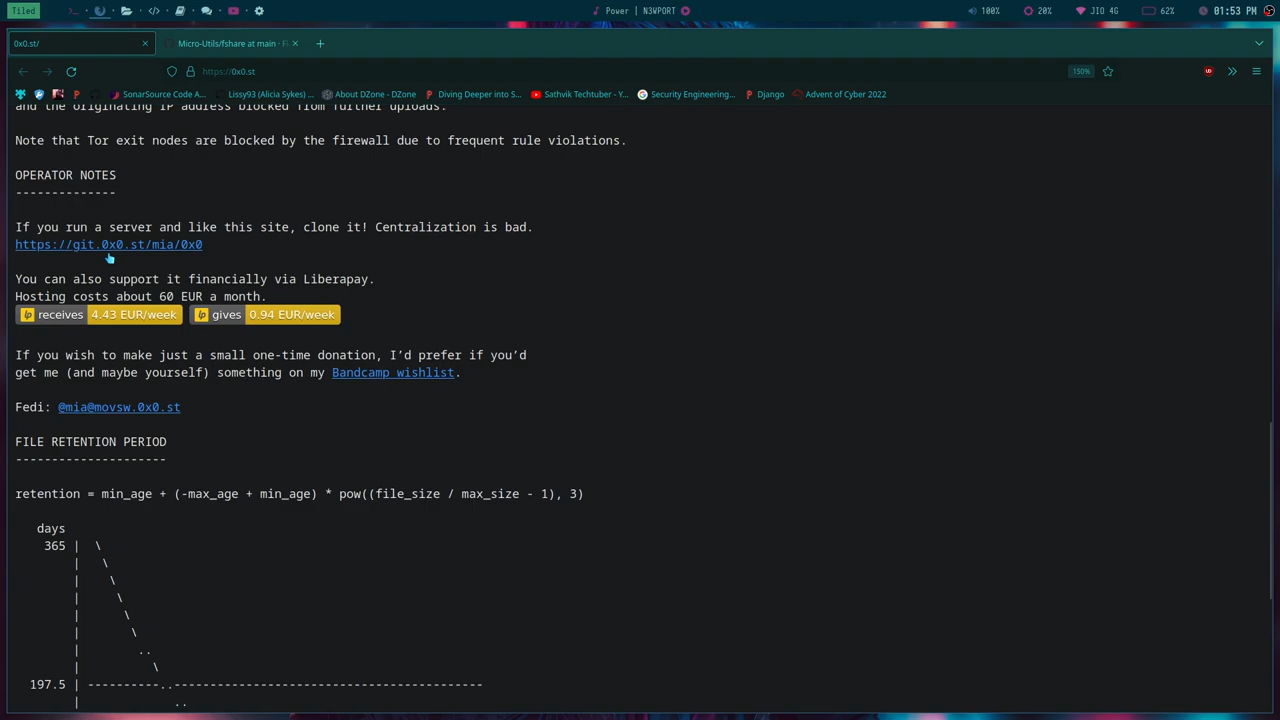 Tiled
Power | N3VPORT
100%
20%
JIO 4G
62%
01:53 PM
0x0.st/
Micro-Utils/fshare at main · Fl
https://0x0.st
150%
SonarSource Code A...
Lissy93 (Alicia Sykes) ...
About DZone - DZone
Diving Deeper into S...
Sathvik Techtuber - Y...
Security Engineering...
Django
Advent of Cyber 2022
and the originating IP address blocked from further uploads.
Note that Tor exit nodes are blocked by the firewall due to frequent rule violations.
OPERATOR NOTES
--------------
If you run a server and like this site, clone it! Centralization is bad.
https://git.0x0.st/mia/0x0
You can also support it financially via Liberapay.
Hosting costs about 60 EUR a month.
lp receives 4.43 EUR/week lp gives 0.94 EUR/week
If you wish to make just a small one-time donation, I’d prefer if you’d
get me (and maybe yourself) something on my Bandcamp wishlist.
Fedi: @mia@movsw.0x0.st
FILE RETENTION PERIOD
---------------------
retention = min_age + (-max_age + min_age) * pow((file_size / max_size - 1), 3)
days
365 | \
| \
| \
| \
| \
| \
| ..
| \
197.5 | ----------..-------------------------------------------
| ..